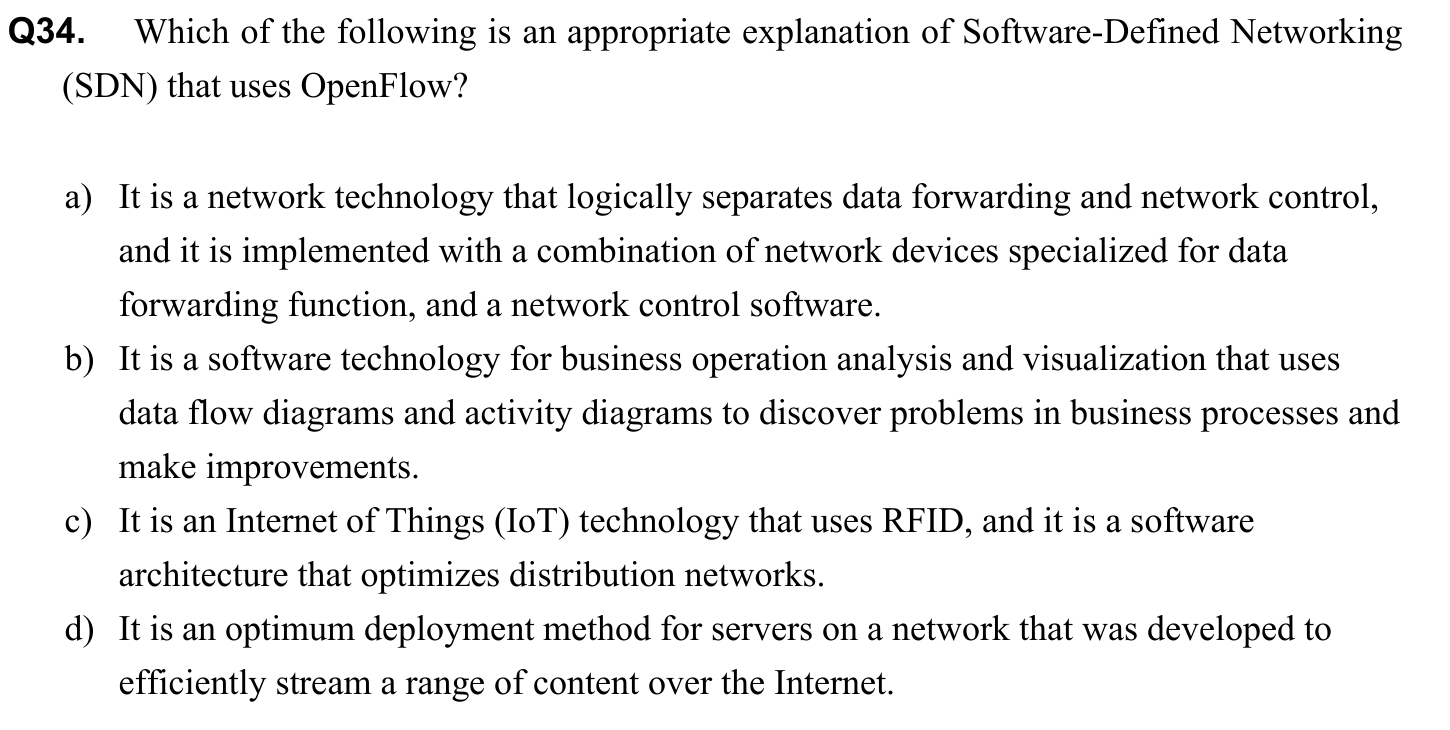 Q34. Which of the following is an appropriate explanation of Software-Defined Networking
(SDN) that uses OpenFlow?
a) It is a network technology that logically separates data forwarding and network control,
and it is implemented with a combination of network devices specialized for data
forwarding function, and a network control software.
b) It is a software technology for business operation analysis and visualization that uses
data flow diagrams and activity diagrams to discover problems in business processes and
make improvements.
c) It is an Internet of Things (IoT) technology that uses RFID, and it is a software
architecture that optimizes distribution networks.
d) It is an optimum deployment method for servers on a network that was developed to
efficiently stream a range of content over the Internet.